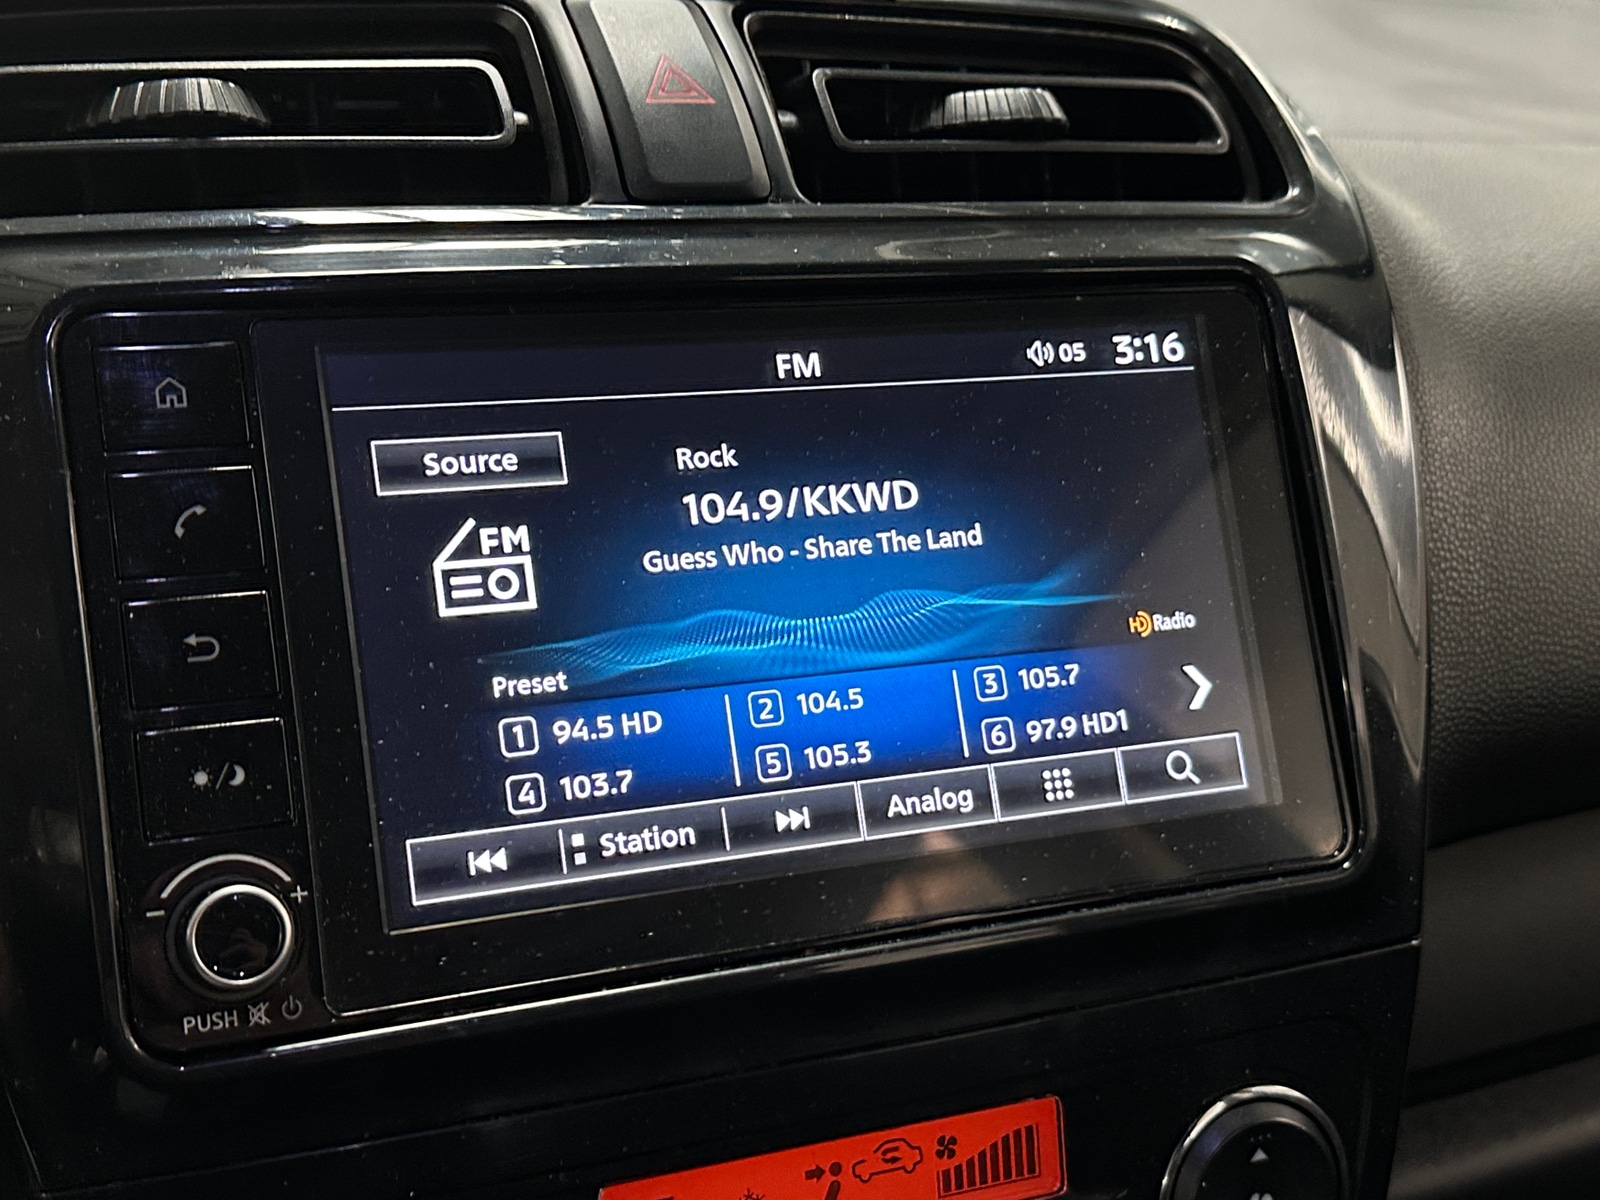 FM
05 3:16
Source
Rock
104.9/KKWD
Guess Who - Share The Land
FM
HD Radio
Preset
1 94.5 HD
2 104.5
3 105.7
4 103.7
5 105.3
6 97.9 HD1
Station
Analog
- +
PUSH